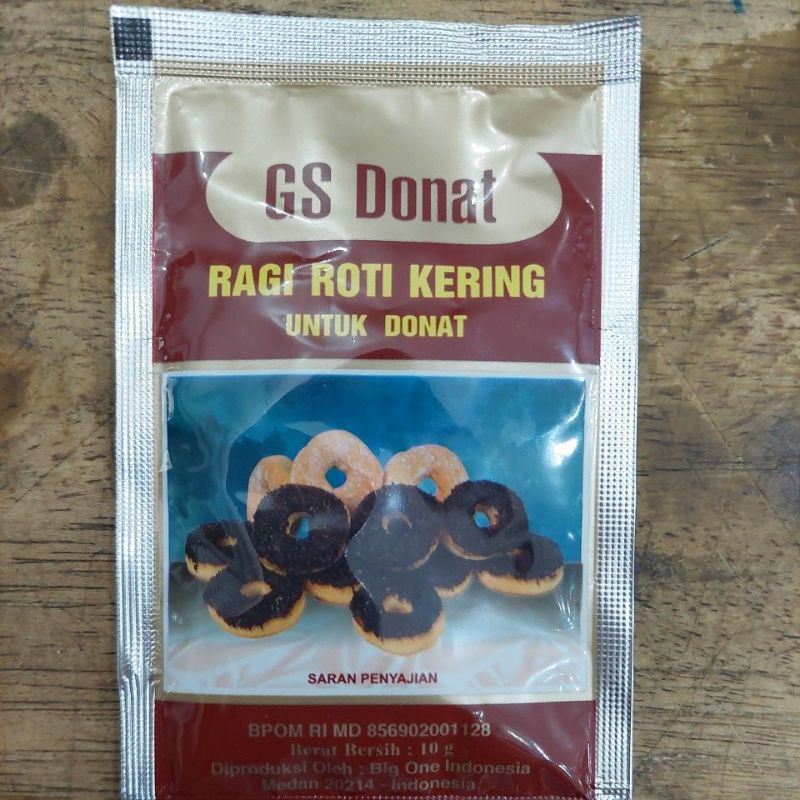 GS Donat
RAGI ROTI KERING
UNTUK DONAT
SARAN PENYAJIAN
BPOM RI MD 856902001128
Berat Bersih : 10 g
Diproduksi Oleh : Big One Indonesia
Medan 20214 - Indonesia